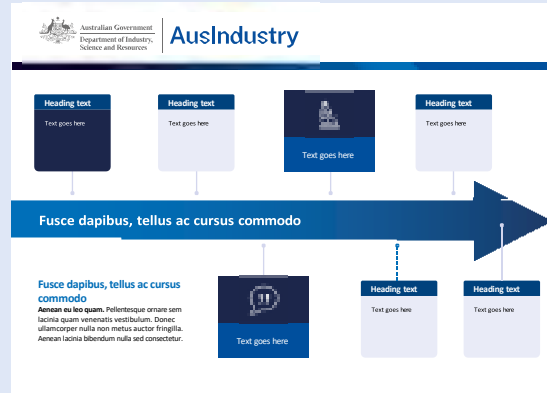 Australian Government
Department of Industry,
Science and Resources
AusIndustry
Heading text
Text goes here
Heading text
Text goes here
Text goes here
Heading text
Text goes here
Fusce dapibus, tellus ac cursus commodo
Fusce dapibus, tellus ac cursus
commodo
Aenean eu leo quam. Pellentesque ornare sem
lacinia quam venenatis vestibulum. Donec
ullamcorper nulla non metus auctor fringilla.
Aenean lacinia bibendum nulla sed consectetur.
Text goes here
Heading text
Text goes here
Heading text
Text goes here